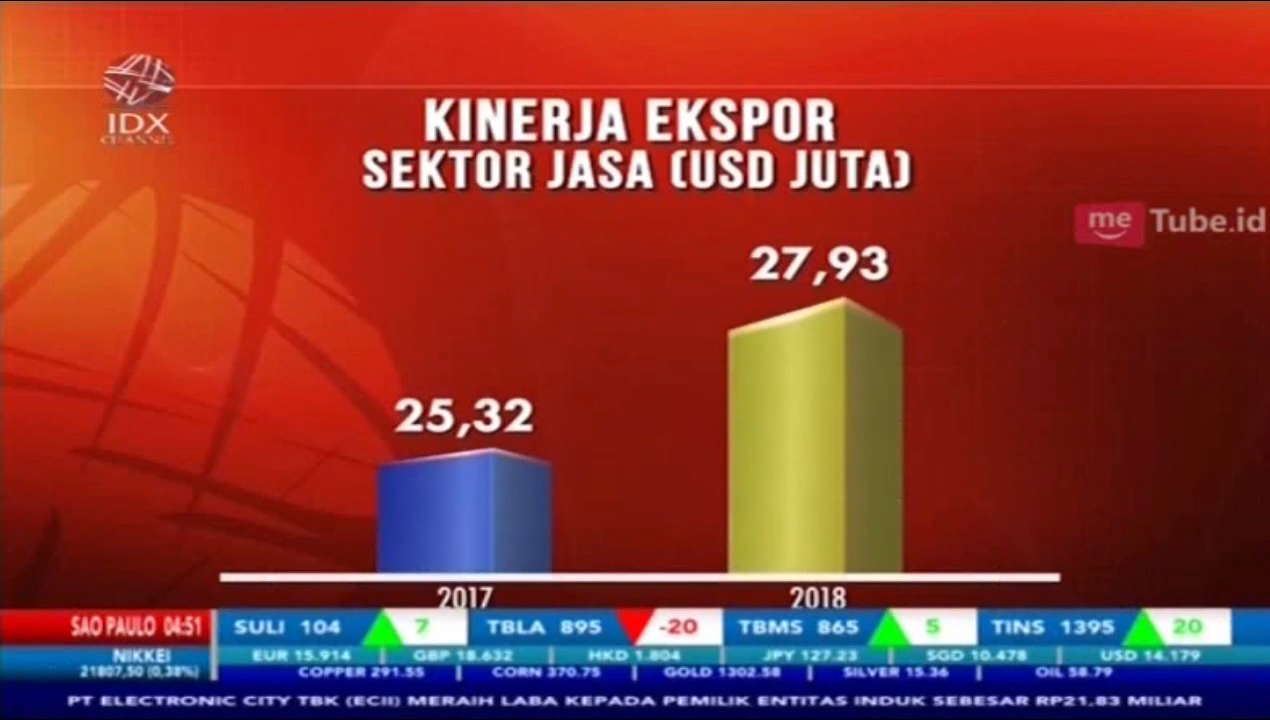 IDX
CHANNEL
KINERJA EKSPOR
SEKTOR JASA (USD JUTA)
me Tube.id
27,93
25,32
2017 2018
SAO PAULO 04:51 SULI 104 7 TBLA 895 -20 TBMS 865 5 TINS 1395 20
NIKKEI EUR 15.914 GBP 18.632 HKD 1.804 JPY 127.23 SGD 10.478 USD 14.179
21807,50 (0,38%) COPPER 291.55 CORN 370.75 GOLD 1302.58 SILVER 15.36 OIL 58.79
PT ELECTRONIC CITY TBK (ECII) MERAIH LABA KEPADA PEMILIK ENTITAS INDUK SEBESAR RP21,83 MILIAR